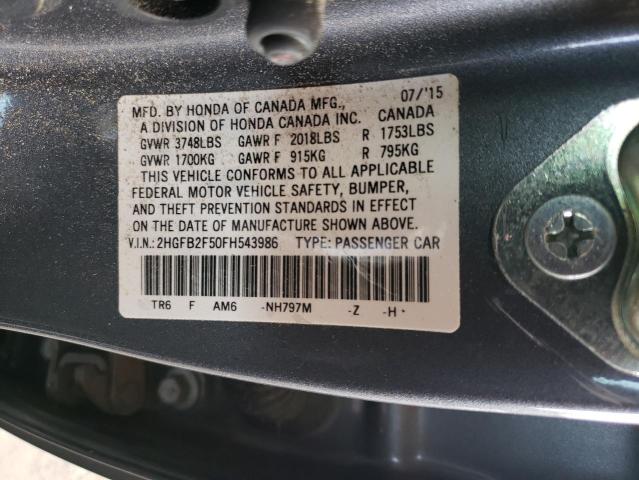 MFD. BY HONDA OF CANADA MFG., 07/'15
A DIVISION OF HONDA CANADA INC. CANADA
GVWR 3748LBS GAWR F 2018LBS R 1753LBS
GVWR 1700KG GAWR F 915KG R 795KG
THIS VEHICLE CONFORMS TO ALL APPLICABLE
FEDERAL MOTOR VEHICLE SAFETY, BUMPER,
AND THEFT PREVENTION STANDARDS IN EFFECT
ON THE DATE OF MANUFACTURE SHOWN ABOVE.
V.I.N.: 2HGFB2F50FH543986 TYPE: PASSENGER CAR
TR6 F AM6 -NH797M -Z -H*